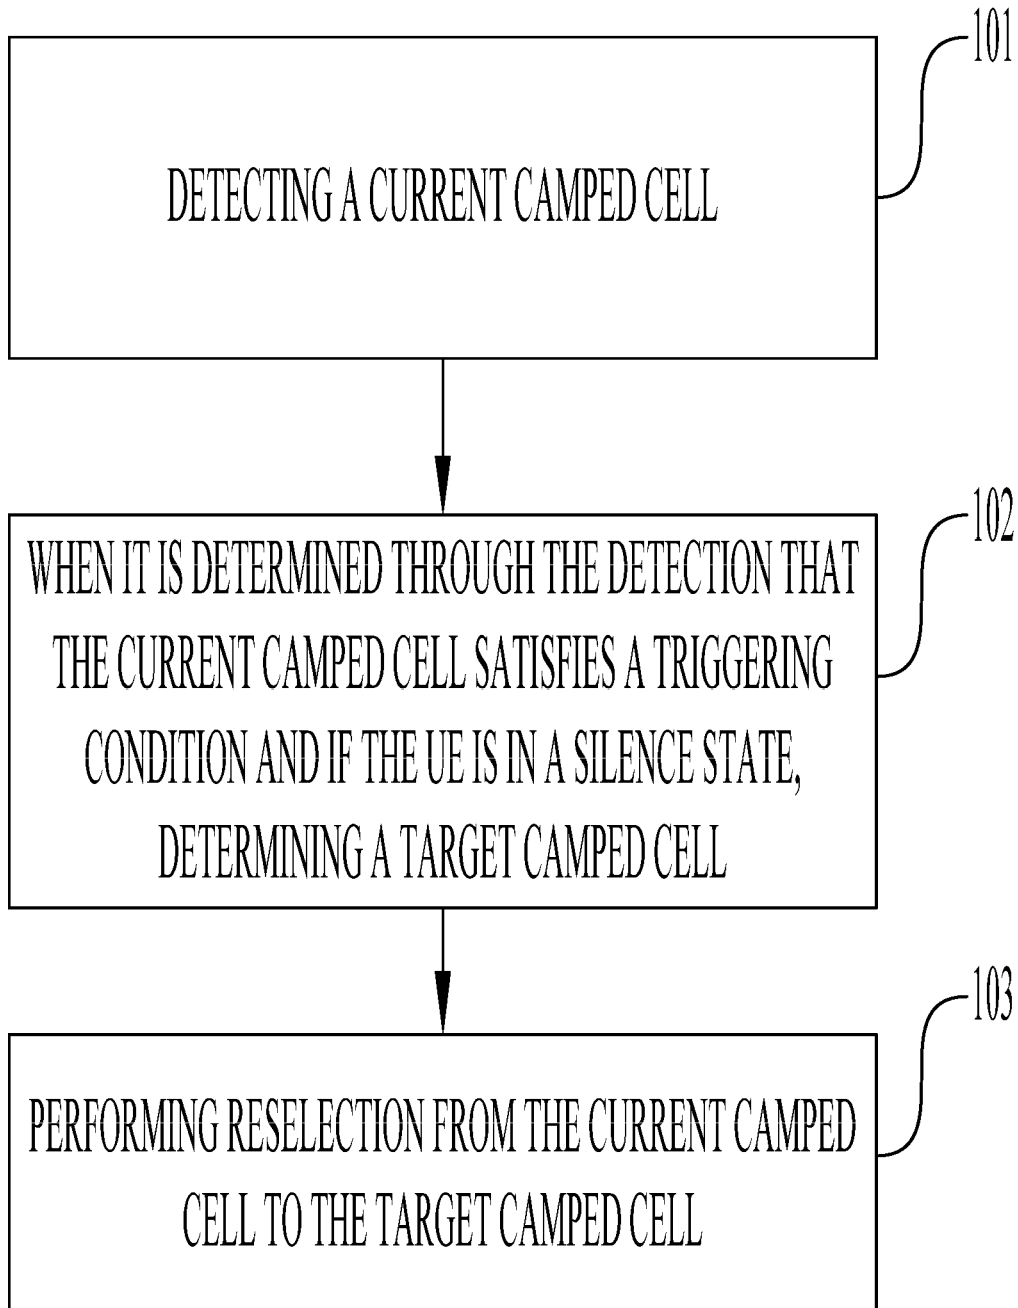 101
DETECTING A CURRENT CAMPED CELL
102
WHEN IT IS DETERMINED THROUGH THE DETECTION THAT
THE CURRENT CAMPED CELL SATISFIES A TRIGGERING
CONDITION AND IF THE UE IS IN A SILENCE STATE,
DETERMINING A TARGET CAMPED CELL
103
PERFORMING RESELECTION FROM THE CURRENT CAMPED
CELL TO THE TARGET CAMPED CELL